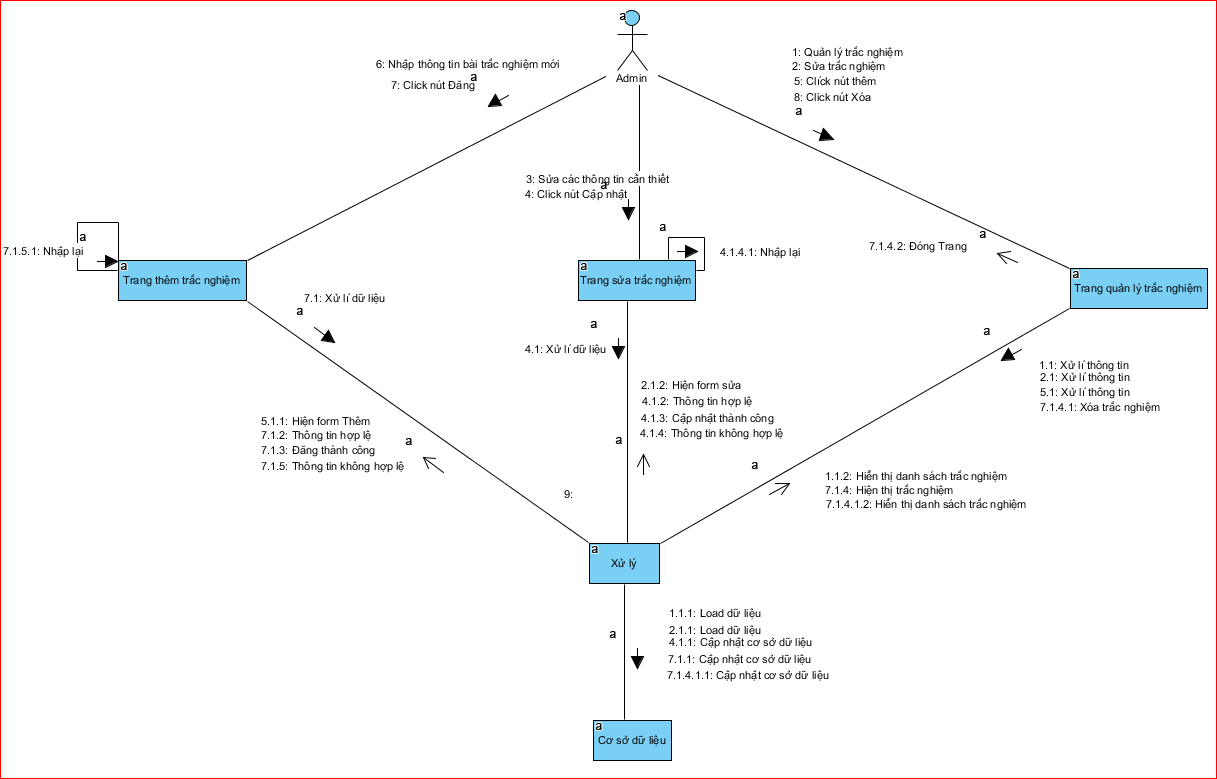 a
Admin
6: Nhập thông tin bài trắc nghiệm mới
a
7: Click nút Đăng
1: Quản lý trắc nghiệm
2: Sửa trắc nghiệm
5: Click nút thêm
8: Click nút Xóa
a
3: Sửa các thông tin cần thiết
a
4: Click nút Cập nhật
a
7.1.5.1: Nhập lại
a
Trang thêm trắc nghiệm
a
4.1.4.1: Nhập lại
a
Trang sửa trắc nghiệm
a
7.1.4.2: Đóng Trang
a
Trang quản lý trắc nghiệm
7.1: Xử lí dữ liệu
a
a
4.1: Xử lí dữ liệu
a
1.1: Xử lí thông tin
2.1: Xử lí thông tin
5.1: Xử lí thông tin
7.1.4.1: Xóa trắc nghiệm
2.1.2: Hiện form sửa
4.1.2: Thông tin hợp lệ
4.1.3: Cập nhật thành công
4.1.4: Thông tin không hợp lệ
a
5.1.1: Hiện form Thêm
7.1.2: Thông tin hợp lệ
7.1.3: Đăng thành công
7.1.5: Thông tin không hợp lệ
a
a
1.1.2: Hiển thị danh sách trắc nghiệm
7.1.4: Hiện thị trắc nghiệm
7.1.4.1.2: Hiển thị danh sách trắc nghiệm
9:
a
Xử lý
1.1.1: Load dữ liệu
2.1.1: Load dữ liệu
4.1.1: Cập nhật cơ sở dữ liệu
7.1.1: Cập nhật cơ sở dữ liệu
7.1.4.1.1: Cập nhật cơ sở dữ liệu
a
a
Cơ sở dữ liệu